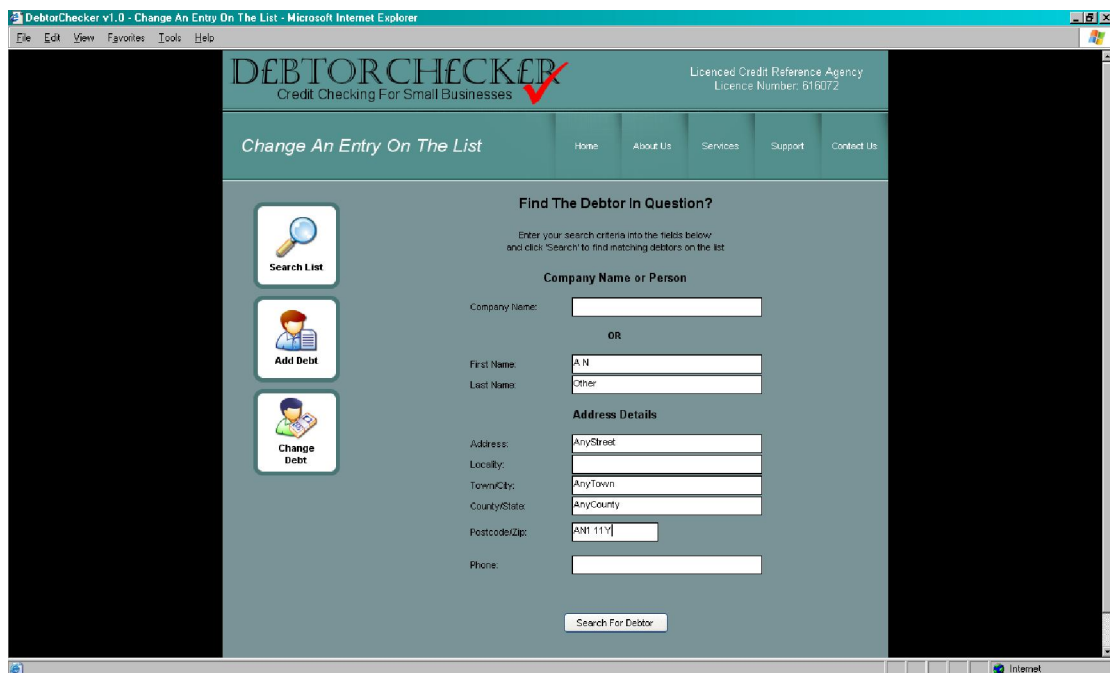 DebtorChecker v1.0 - Change An Entry On The List - Microsoft Internet Explorer
File Edit View Favorites Tools Help
D£BTORCH£CK£R
Credit Checking For Small Businesses
Licenced Credit Reference Agency
Licence Number: 616072
Change An Entry On The List
Home
About Us
Services
Support
Contact Us
Find The Debtor In Question?
Enter your search criteria into the fields below
and click 'Search' to find matching debtors on the list
Search List
Add Debt
Change
Debt
Company Name or Person
Company Name:
OR
First Name: A N
Last Name: Other
Address Details
Address: AnyStreet
Locality:
Town/City: AnyTown
County/State: AnyCounty
Postcode/Zip: AN1 11Y
Phone:
Search For Debtor
Internet